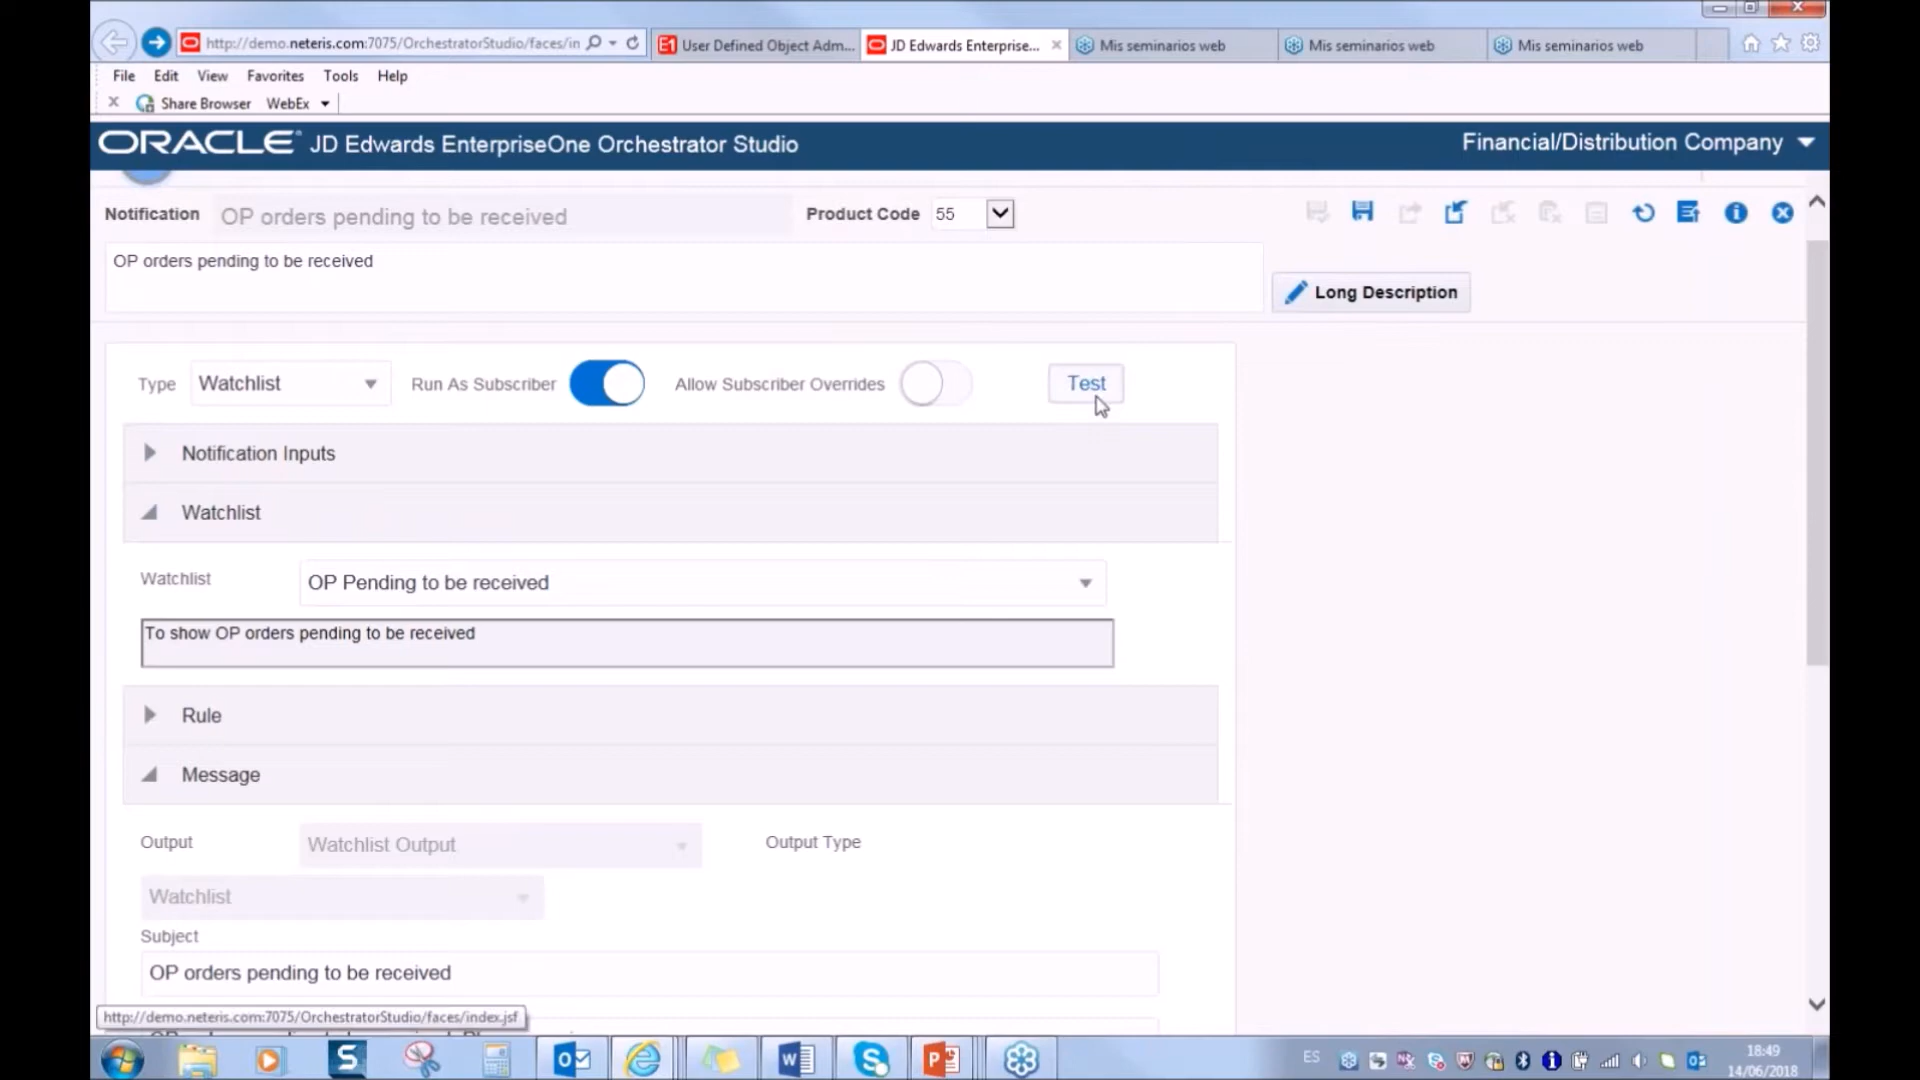 http://demo.neteris.com:7075/OrchestratorStudio/faces/in
User Defined Object Adm...
JD Edwards Enterprise...
Mis seminarios web
Mis seminarios web
Mis seminarios web
File Edit View Favorites Tools Help
Share Browser WebEx
ORACLE JD Edwards EnterpriseOne Orchestrator Studio
Financial/Distribution Company
Notification OP orders pending to be received Product Code 55
OP orders pending to be received
Long Description
Type Watchlist Run As Subscriber Allow Subscriber Overrides Test
Notification Inputs
Watchlist
Watchlist OP Pending to be received
To show OP orders pending to be received
Rule
Message
Output Watchlist Output Output Type
Watchlist
Subject
OP orders pending to be received
http://demo.neteris.com:7075/OrchestratorStudio/faces/index.jsf
ES
18:49
14/06/2018